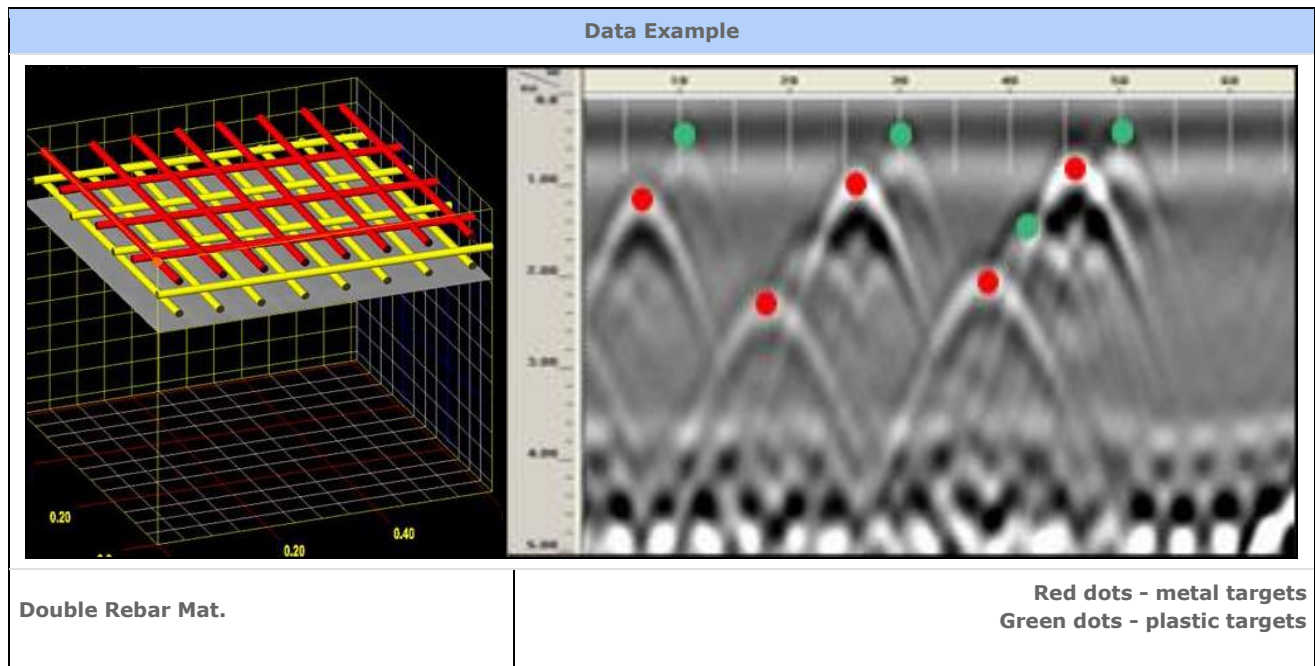 Data Example
10 20 30 40 50 60
0.0
1.00
2.00
3.00
4.00
5.00
0.20
0.20
0.40
Double Rebar Mat.
Red dots - metal targets
Green dots - plastic targets